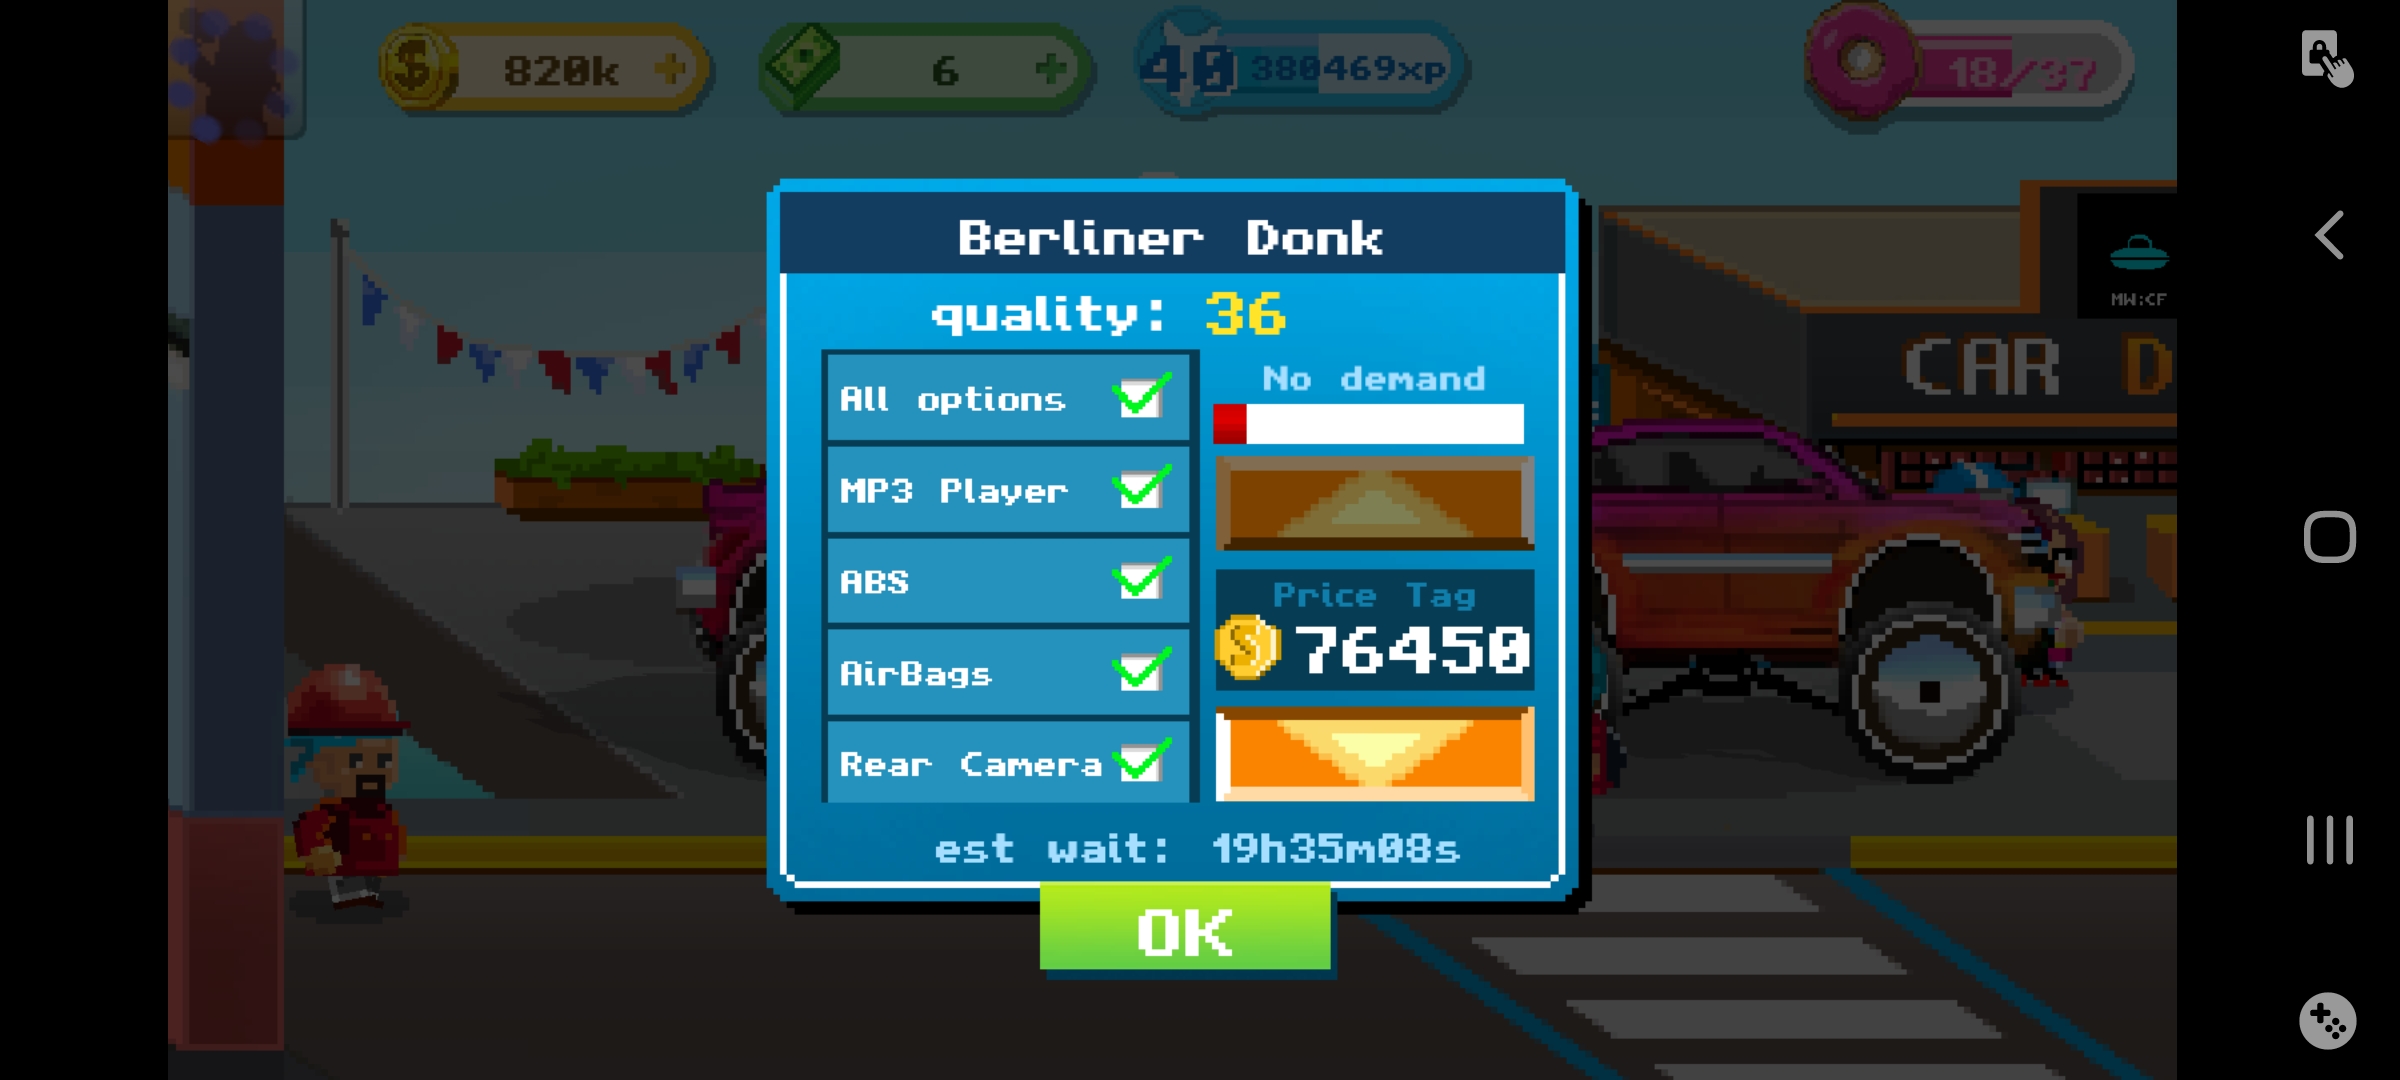 820k
6
40 380469xp
18/37
Berliner Donk
quality: 36
All options
MP3 Player
ABS
AirBags
Rear Camera
No demand
Price Tag
76450
est wait: 19h35m08s
OK
MW:CF
CAR D